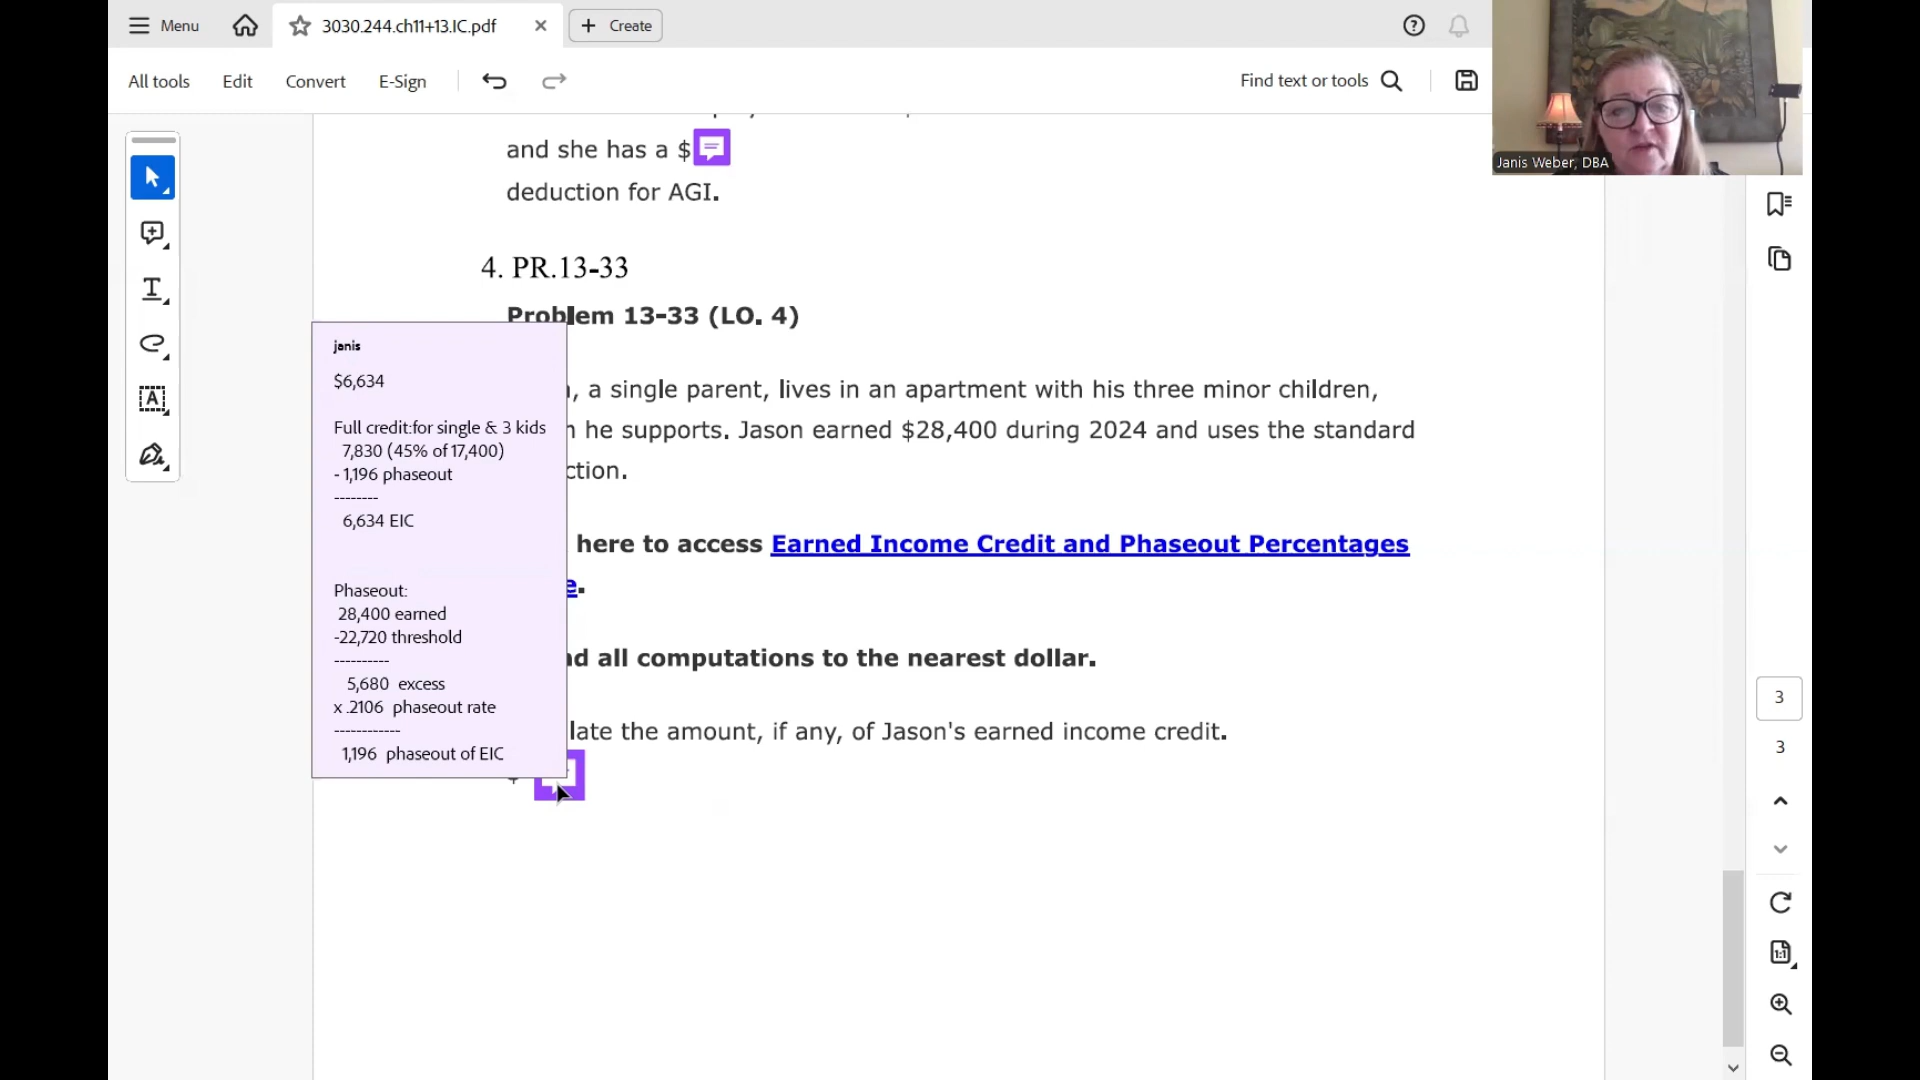 Menu
3030.244.ch11+13.IC.pdf
Create
All tools
Edit
Convert
E-Sign
Find text or tools
Janis Weber, DBA
and she has a $
deduction for AGI.
4. PR.13-33
Problem 13-33 (LO. 4)
janis
$6,634
Full credit:for single & 3 kids
7,830 (45% of 17,400)
- 1,196 phaseout
--------
6,634 EIC
Phaseout:
28,400 earned
-22,720 threshold
----------
5,680 excess
x .2106 phaseout rate
------------
1,196 phaseout of EIC
, a single parent, lives in an apartment with his three minor children,
he supports. Jason earned $28,400 during 2024 and uses the standard
ction.
here to access Earned Income Credit and Phaseout Percentages
e.
nd all computations to the nearest dollar.
late the amount, if any, of Jason's earned income credit.
$
3
3
1:1